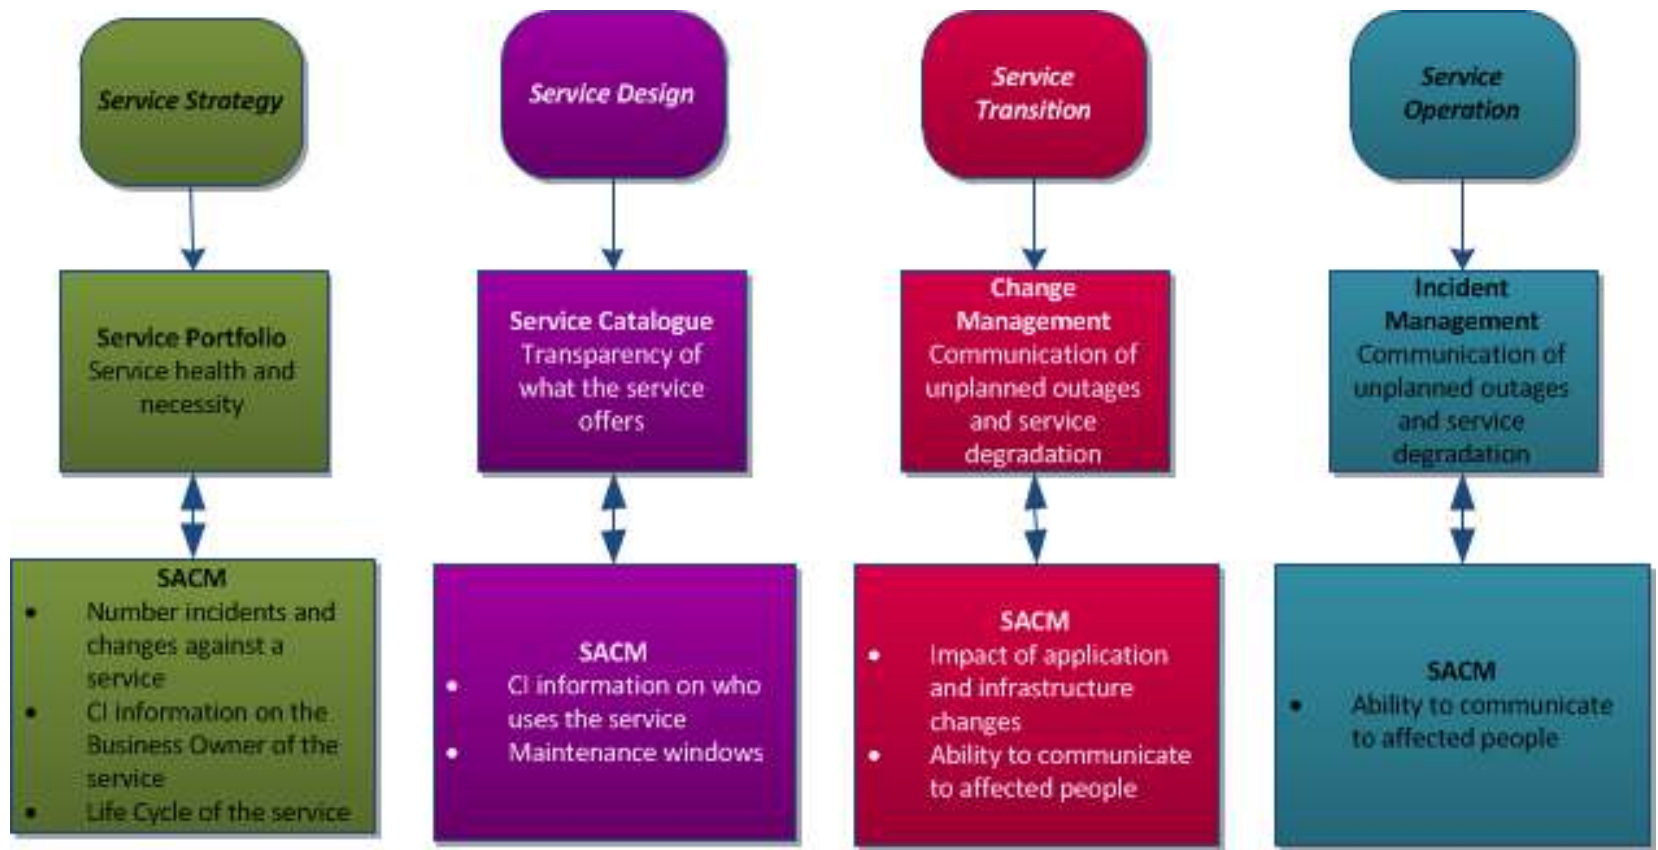 Service Strategy
Service Portfolio
Service health and
necessity
SACM
• Number incidents and
changes against a
service
• CI information on the
Business Owner of the
service
• Life Cycle of the service
Service Design
Service Catalogue
Transparency of
what the service
offers
SACM
• CI information on who
uses the service
• Maintenance windows
Service
Transition
Change
Management
Communication of
unplanned outages
and service
degradation
SACM
• Impact of application
and infrastructure
changes
• Ability to communicate
to affected people
Service
Operation
Incident
Management
Communication of
unplanned outages
and service
degradation
SACM
• Ability to communicate
to affected people